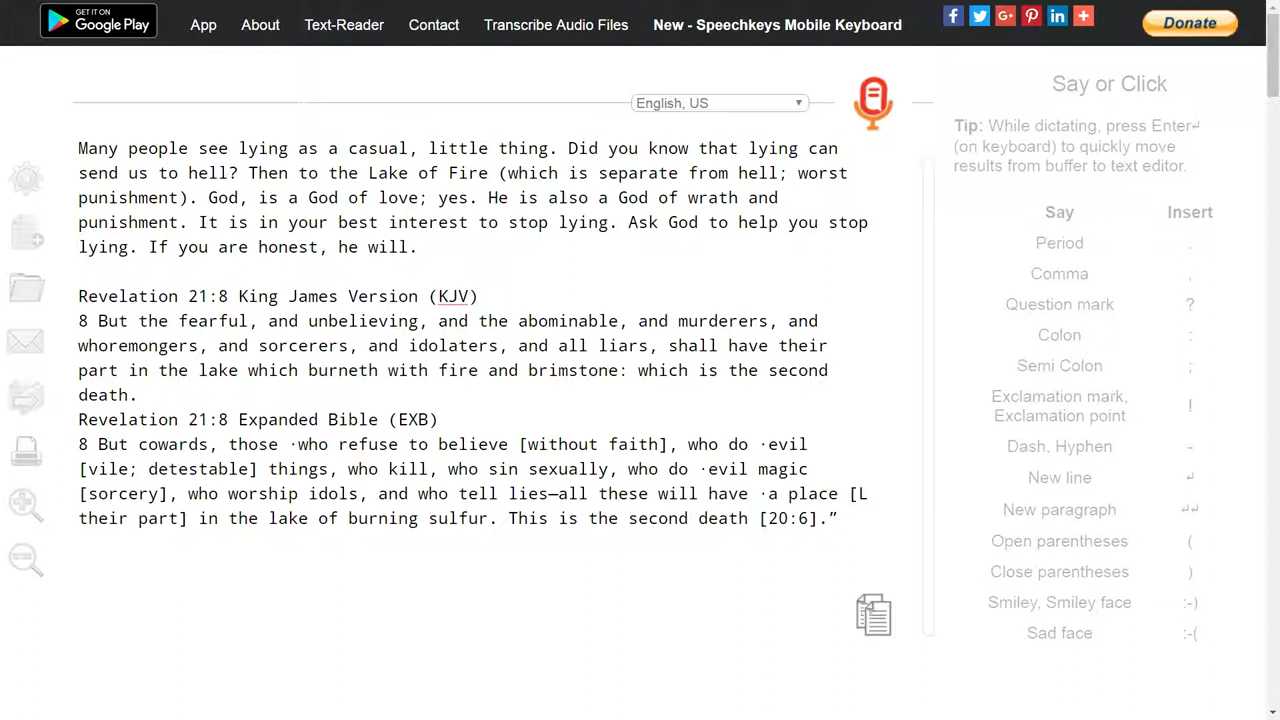 GET IT ON
Google Play
App
About
Text-Reader
Contact
Transcribe Audio Files
New - Speechkeys Mobile Keyboard
Donate
English, US
Many people see lying as a casual, little thing. Did you know that lying can
send us to hell? Then to the Lake of Fire (which is separate from hell; worst
punishment). God, is a God of love; yes. He is also a God of wrath and
punishment. It is in your best interest to stop lying. Ask God to help you stop
lying. If you are honest, he will.
Revelation 21:8 King James Version (KJV)
8 But the fearful, and unbelieving, and the abominable, and murderers, and
whoremongers, and sorcerers, and idolaters, and all liars, shall have their
part in the lake which burneth with fire and brimstone: which is the second
death.
Revelation 21:8 Expanded Bible (EXB)
8 But cowards, those ·who refuse to believe [without faith], who do ·evil
[vile; detestable] things, who kill, who sin sexually, who do ·evil magic
[sorcery], who worship idols, and who tell lies—all these will have ·a place [L
their part] in the lake of burning sulfur. This is the second death [20:6].”
Say or Click
Tip: While dictating, press Enter↵
(on keyboard) to quickly move
results from buffer to text editor.
Say Insert
Period .
Comma ,
Question mark ?
Colon :
Semi Colon ;
Exclamation mark,
Exclamation point !
Dash, Hyphen -
New line ↵
New paragraph ↵↵
Open parentheses (
Close parentheses )
Smiley, Smiley face :-)
Sad face :-(